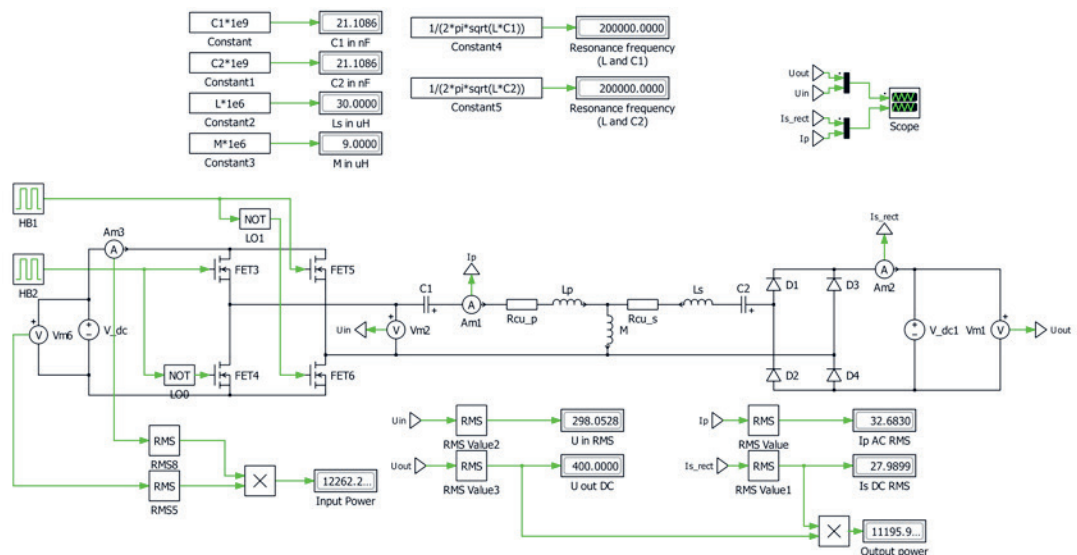 C1*1e9
Constant
21.1086
C1 in nF
C2*1e9
Constant1
21.1086
C2 in nF
L*1e6
Constant2
30.0000
Ls in uH
M*1e6
Constant3
9.0000
M in uH
1/(2*pi*sqrt(L*C1))
Constant4
200000.0000
Resonance frequency
(L and C1)
1/(2*pi*sqrt(L*C2))
Constant5
200000.0000
Resonance frequency
(L and C2)
Uout
Uin
Is_rect
Ip
Scope
HB1
HB2
NOT
LO1
Am3
A
FET3
FET5
V
Vm6
V_dc
NOT
LO0
FET4
FET6
Uin
V
Vm2
C1
Ip
A
Am1
Rcu_p
Lp
M
Rcu_s
Ls
C2
D1
D3
D2
D4
Is_rect
A
Am2
V_dc1
Vm1
V
Uout
RMS
RMS8
RMS
RMS5
12262.2...
Input Power
Uin
RMS
RMS Value2
298.0528
U in RMS
Uout
RMS
RMS Value3
400.0000
U out DC
Ip
RMS
RMS Value
32.6830
Ip AC RMS
Is_rect
RMS
RMS Value1
27.9899
Is DC RMS
11195.9...
Output power